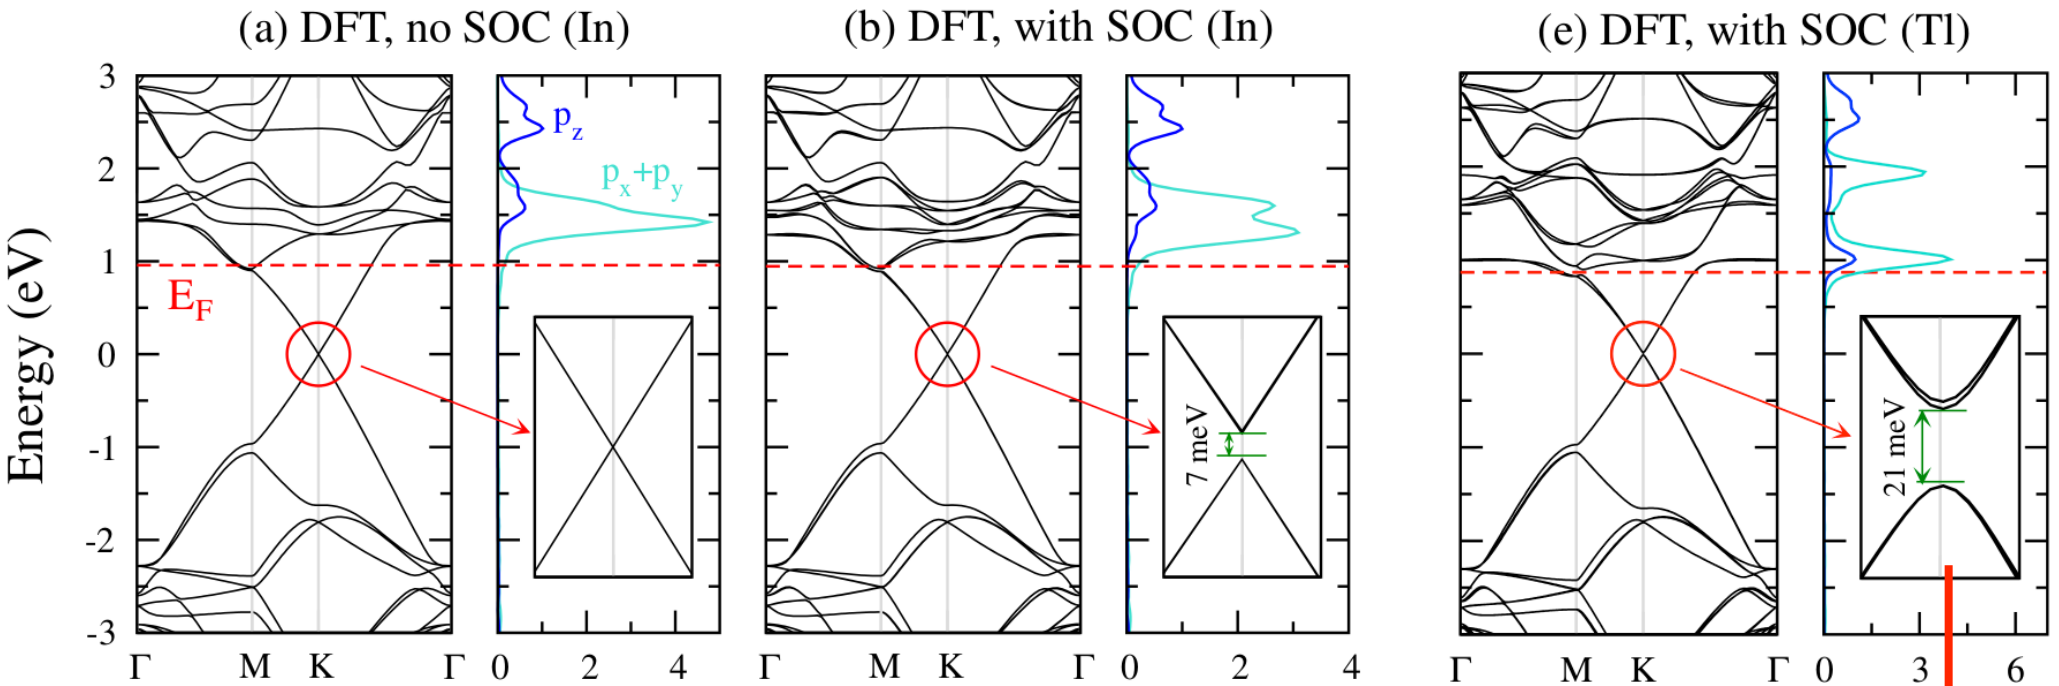 (a) DFT, no SOC (In)
(b) DFT, with SOC (In)
(e) DFT, with SOC (Tl)
Energy (eV)
3
2
1
0
-1
-2
-3
E_F
p_z
p_x+p_y
7 meV
21 meV
Γ M K Γ
0 2 4
Γ M K Γ
0 2 4
Γ M K Γ
0 3 6